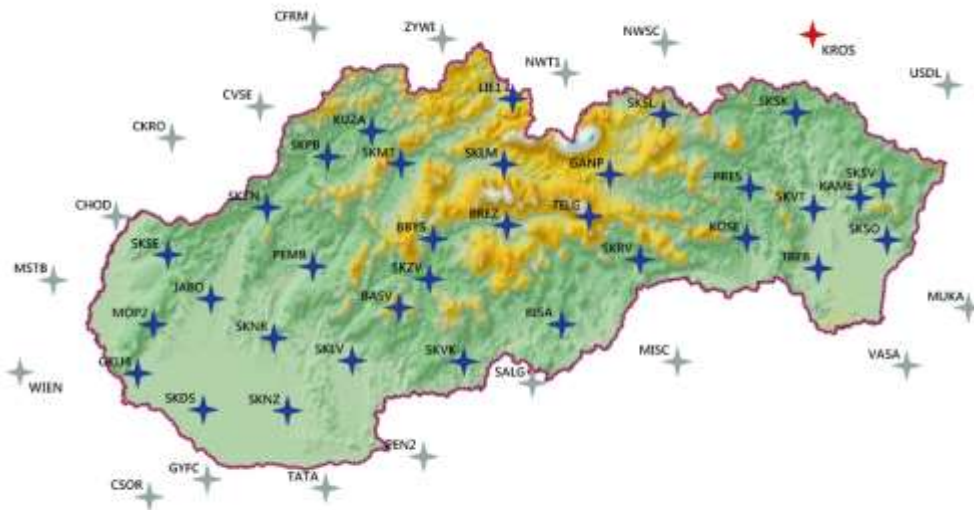 CFRM
ZYWI
NWSC
KROS
NWT1
USDL
CVSE
LIE1
SKSL
SKSK
CKRO
KUZA
SKPB
SKMT
SKLM
GANP
PRES
SKSV
KAME
SKVT
CHOD
SKTN
BBYS
BREZ
TELG
KOSE
SKSO
SKSE
PEMB
SKZV
SKRV
TREB
MSTB
JABO
BASV
MUKA
MOP2
SKNR
RISA
SKLV
SKVK
MISC
VASA
WIEN
GKU4
SALG
SKDS
SKNZ
PEN2
GYFC
TATA
CSOR